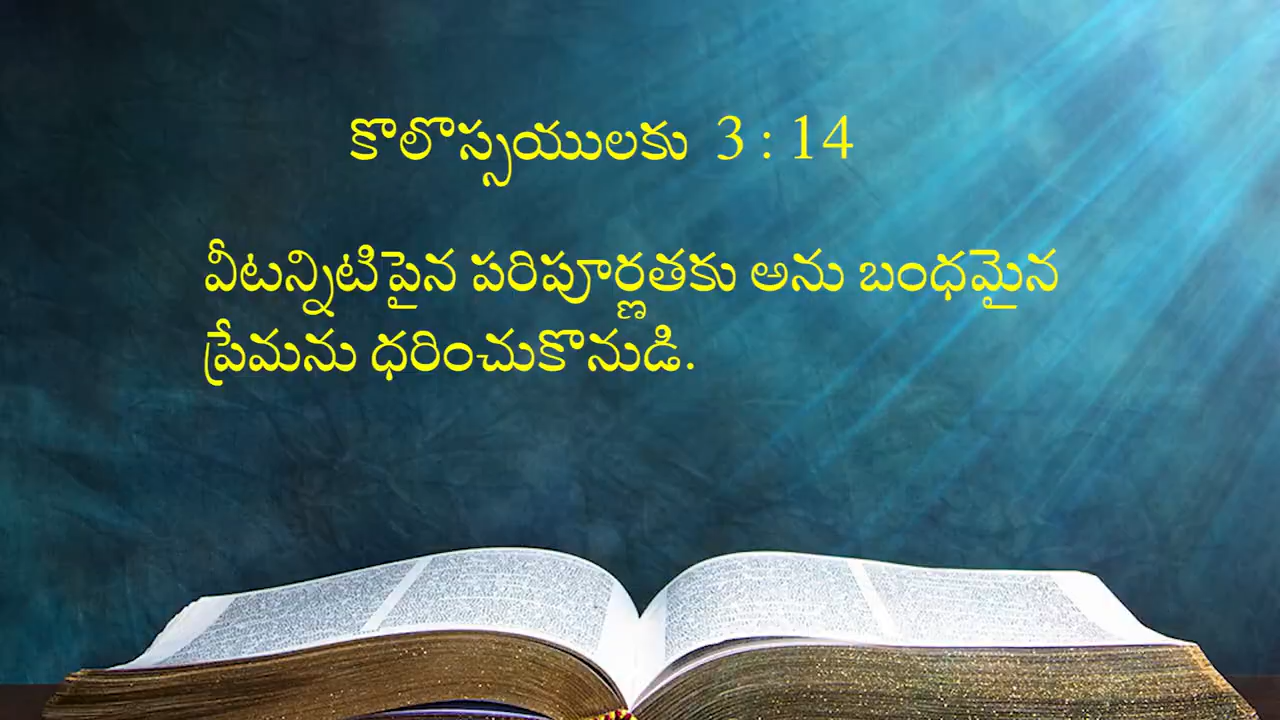 కొలొస్సయులకు 3 : 14
వీటన్నిటిపైన పరిపూర్ణతకు అను బంధమైన
ప్రేమను ధరించుకొనుడి.